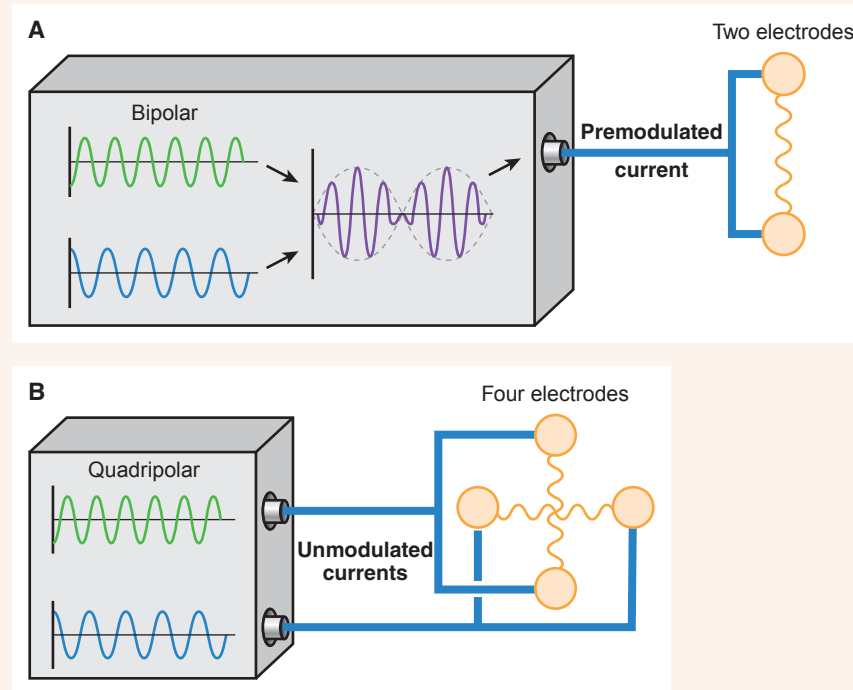 A
Two electrodes
Bipolar
Premodulated
current
B
Four electrodes
Quadripolar
Unmodulated
currents